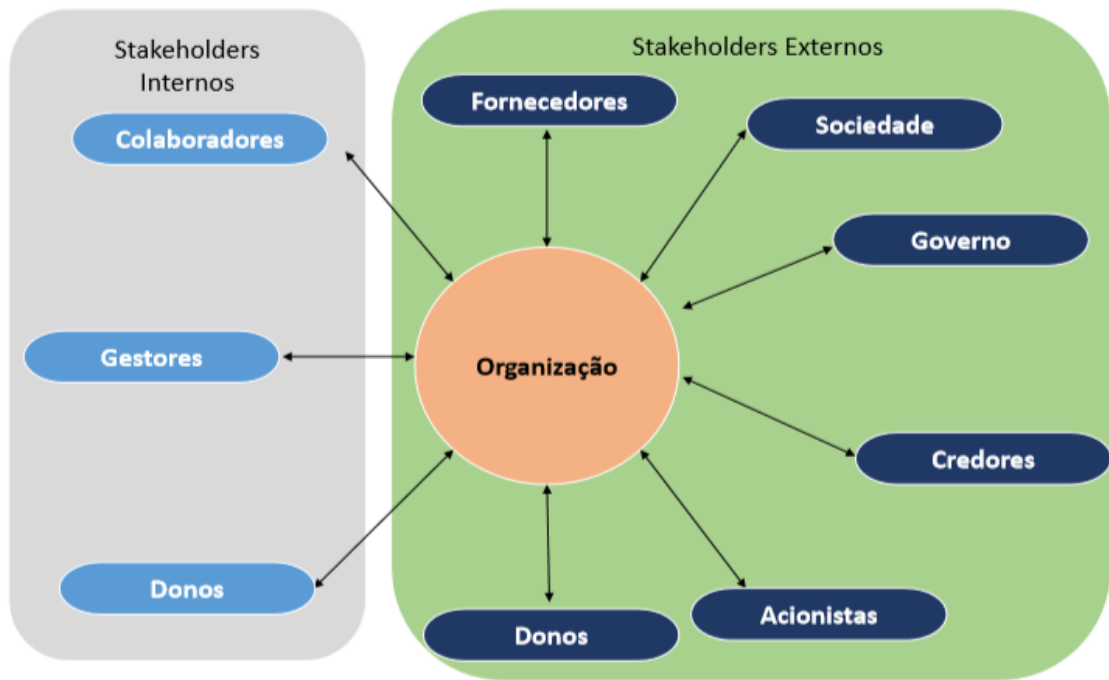 Stakeholders
Internos
Colaboradores
Gestores
Donos
Stakeholders Externos
Fornecedores
Sociedade
Governo
Organização
Credores
Acionistas
Donos